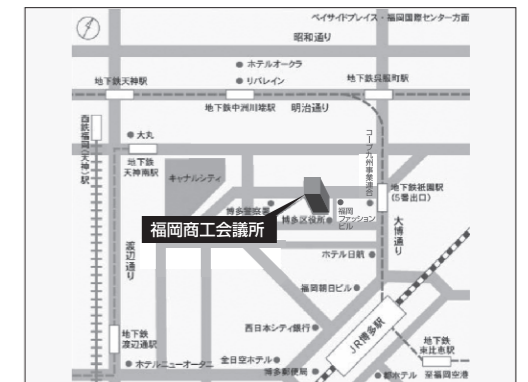 ベイサイドプレイス・福岡国際センター方面
昭和通り
ホテルオークラ
リバレイン
地下鉄天神駅
地下鉄呉服町駅
地下鉄中洲川端駅
明治通り
西鉄福岡(天神)駅
大丸
地下鉄
天神南駅
キャナルシティ
コープ九州事業連合
地下鉄祇園駅
(5番出口)
博多警察署
博多区役所
福岡
ファッション
ビル
福岡商工会議所
大博通り
渡辺通り
ホテル日航
福岡朝日ビル
西日本シティ銀行
JR博多駅
地下鉄
渡辺通駅
地下鉄
東比恵駅
ホテルニューオータニ
全日空ホテル
博多郵便局
都ホテル
至福岡空港